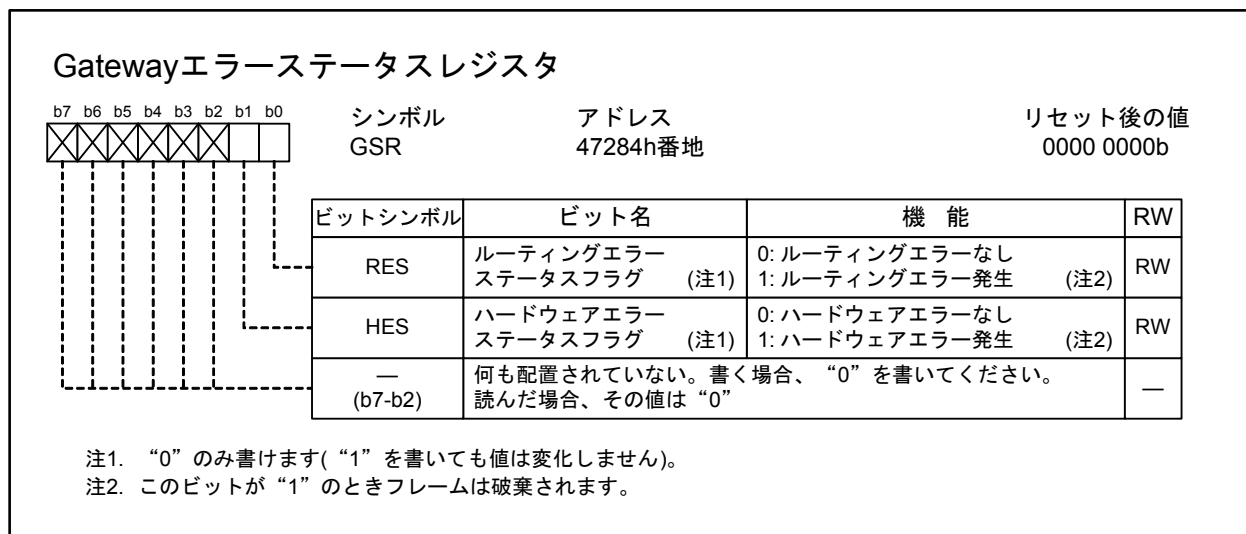 Gatewayエラーステータスレジスタ
b7 b6 b5 b4 b3 b2 b1 b0
シンボル アドレス リセット後の値
GSR 47284h番地 0000 0000b
ビットシンボル ビット名 機 能 RW
RES ルーティングエラー ステータスフラグ (注1) 0: ルーティングエラーなし 1: ルーティングエラー発生 (注2) RW
HES ハードウェアエラー ステータスフラグ (注1) 0: ハードウェアエラーなし 1: ハードウェアエラー発生 (注2) RW
— (b7-b2) 何も配置されていない。書く場合、“0”を書いてください。 読んだ場合、その値は“0” —
注1. “0”のみ書けます(“1”を書いても値は変化しません)。
注2. このビットが“1”のときフレームは破棄されます。